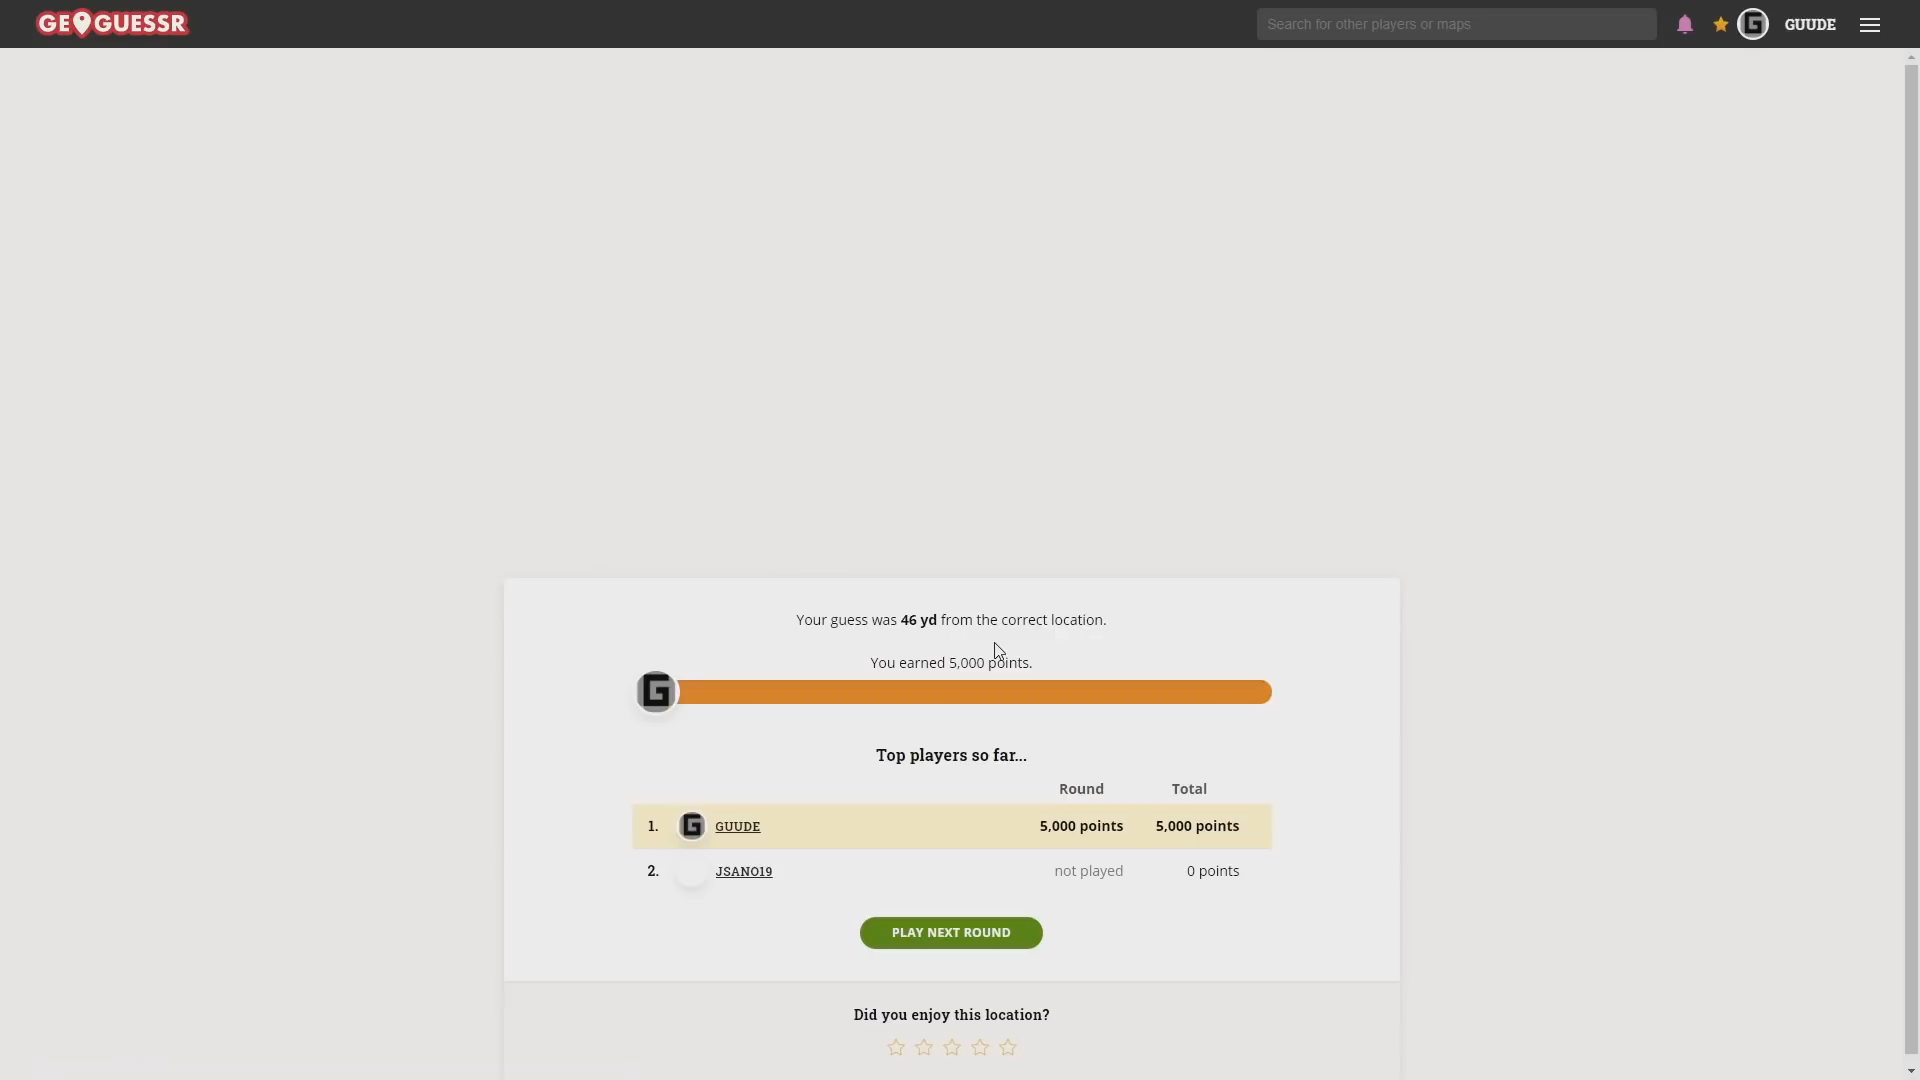 GEOGUESSR
Search for other players or maps
GUUDE
Your guess was 46 yd from the correct location.
You earned 5,000 points.
Top players so far...
Round Total
1. GUUDE 5,000 points 5,000 points
2. JSANO19 not played 0 points
PLAY NEXT ROUND
Did you enjoy this location?